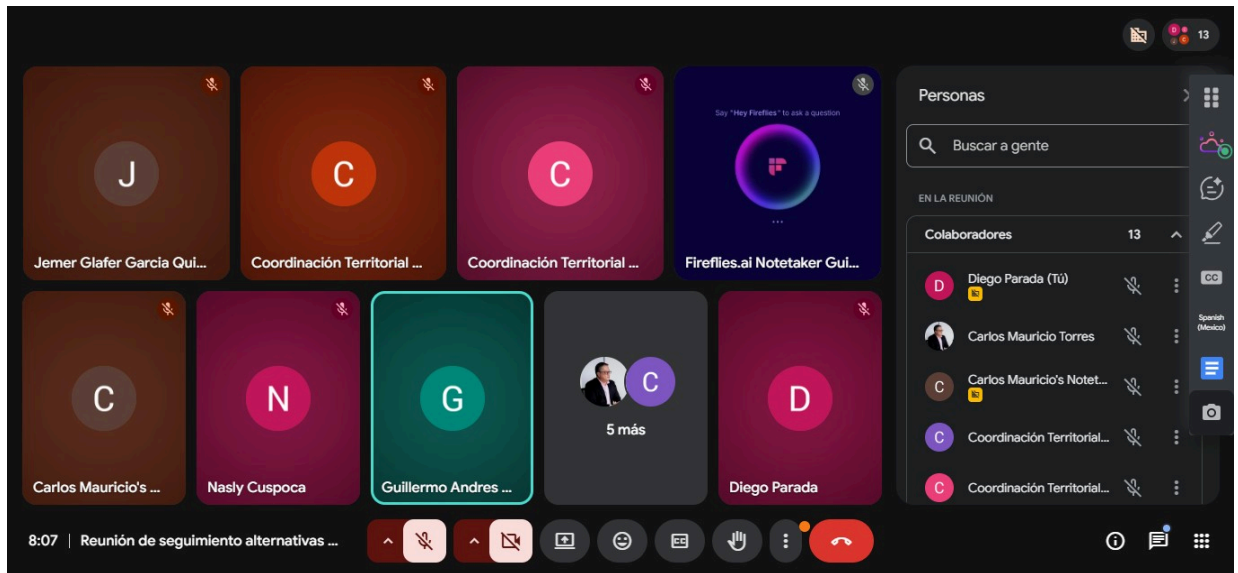 13
J
Jemer Glafer Garcia Qui...
C
Coordinación Territorial ...
C
Coordinación Territorial ...
Say "Hey Fireflies" to ask a question
Fireflies.ai Notetaker Gui...
C
Carlos Mauricio's ...
N
Nasly Cuspoca
G
Guillermo Andres ...
C
5 más
D
Diego Parada
Personas
Buscar a gente
EN LA REUNIÓN
Colaboradores 13
D Diego Parada (Tú)
Carlos Mauricio Torres
C Carlos Mauricio's Notet...
C Coordinación Territorial...
C Coordinación Territorial...
CC
Spanish
(Mexico)
8:07 | Reunión de seguimiento alternativas ...